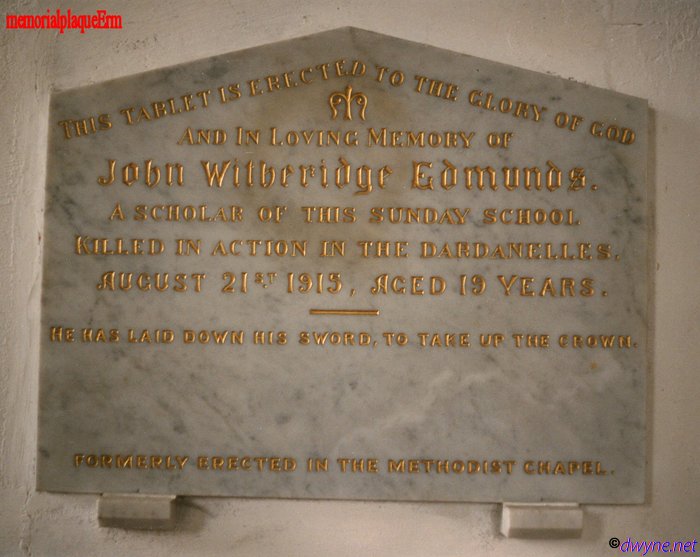 memorialplaqueErm
THIS TABLET IS ERECTED TO THE GLORY OF GOD
AND IN LOVING MEMORY OF
John Witheridge Edmunds.
A SCHOLAR OF THIS SUNDAY SCHOOL
KILLED IN ACTION IN THE DARDANELLES.
AUGUST 21ST 1915, AGED 19 YEARS.
HE HAS LAID DOWN HIS SWORD, TO TAKE UP THE CROWN.
FORMERLY ERECTED IN THE METHODIST CHAPEL.
©dwyne.net